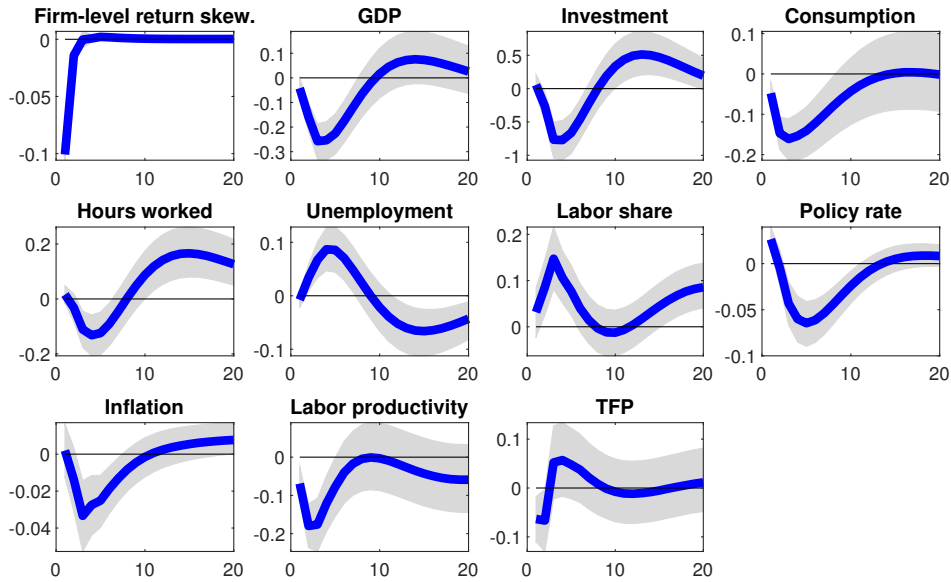 Firm-level return skew.
0
-0.05
-0.1
0 10 20
GDP
0.1
0
-0.1
-0.2
-0.3
0 10 20
Investment
0.5
0
-0.5
-1
0 10 20
Consumption
0.1
0
-0.1
-0.2
0 10 20
Hours worked
0.2
0
-0.2
0 10 20
Unemployment
0.1
0
-0.1
0 10 20
Labor share
0.2
0.1
0
0 10 20
Policy rate
0
-0.05
-0.1
0 10 20
Inflation
0
-0.02
-0.04
0 10 20
Labor productivity
0
-0.1
-0.2
0 10 20
TFP
0.1
0
-0.1
0 10 20